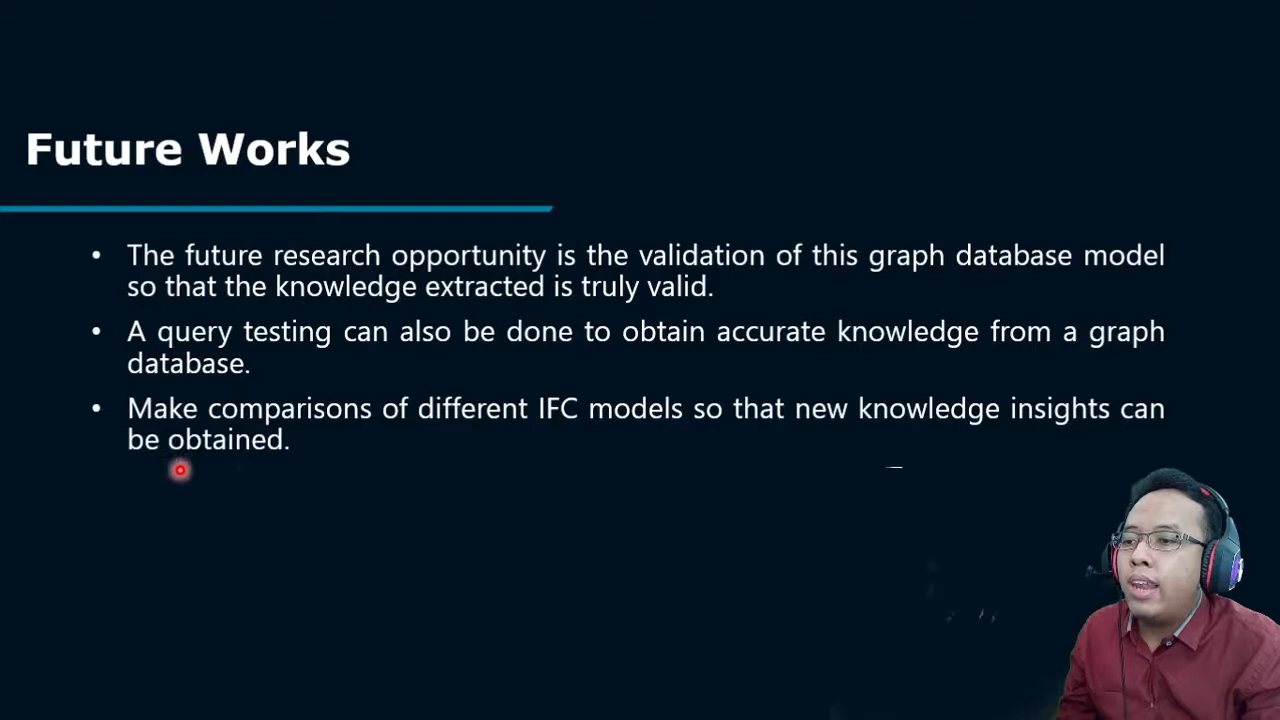 Future Works
• The future research opportunity is the validation of this graph database model
so that the knowledge extracted is truly valid.
• A query testing can also be done to obtain accurate knowledge from a graph
database.
• Make comparisons of different IFC models so that new knowledge insights can
be obtained.